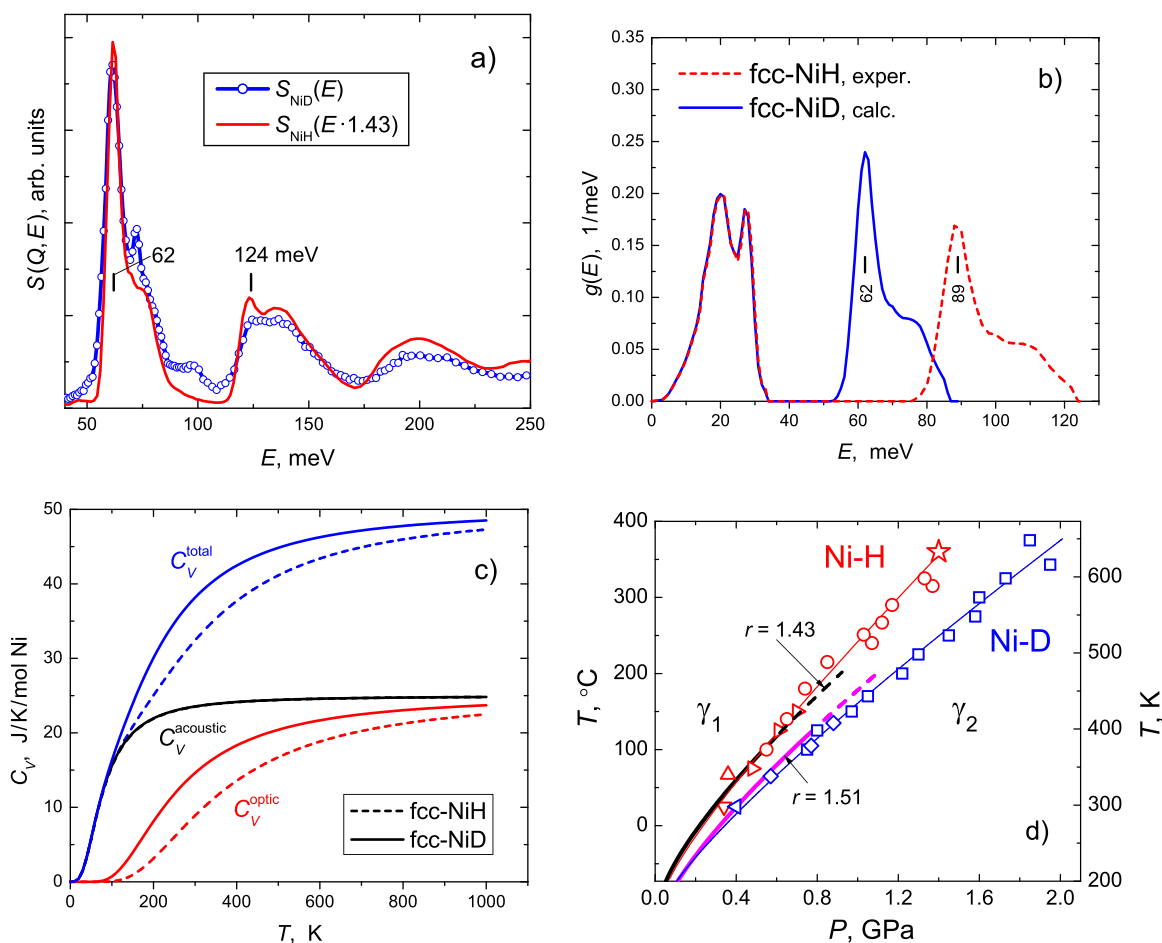 a)
S_NiD(E)
S_NiH(E·1.43)
62
124 meV
S(Q,E), arb. units
50
100
150
200
250
E, meV
b)
fcc-NiH, exper.
fcc-NiD, calc.
0.35
0.30
0.25
0.20
0.15
0.10
0.05
0.00
g(E), 1/meV
62
89
0
20
40
60
80
100
120
E, meV
c)
50
40
30
20
10
0
C_V, J/K/mol Ni
C_V^total
C_V^acoustic
C_V^optic
fcc-NiH
fcc-NiD
0
200
400
600
800
1000
T, K
d)
400
350
300
250
200
150
100
50
0
T, °C
Ni-H
Ni-D
r = 1.43
r = 1.51
γ₁
γ₂
600
500
400
300
200
T, K
0.0
0.4
0.8
1.2
1.6
2.0
P, GPa